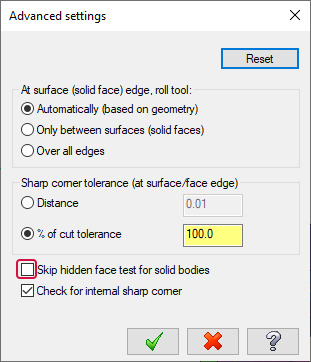 Advanced settings
Reset
At surface (solid face) edge, roll tool:
Automatically (based on geometry)
Only between surfaces (solid faces)
Over all edges
Sharp corner tolerance (at surface/face edge)
Distance
0.01
% of cut tolerance
100.0
Skip hidden face test for solid bodies
Check for internal sharp corner